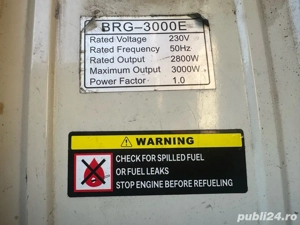 BRG-3000E
Rated Voltage 230V
Rated Frequency 50Hz
Rated Output 2800W
Maximum Output 3000W
Power Factor 1.0
WARNING
CHECK FOR SPILLED FUEL
OR FUEL LEAKS
STOP ENGINE BEFORE REFUELING
publi24.ro